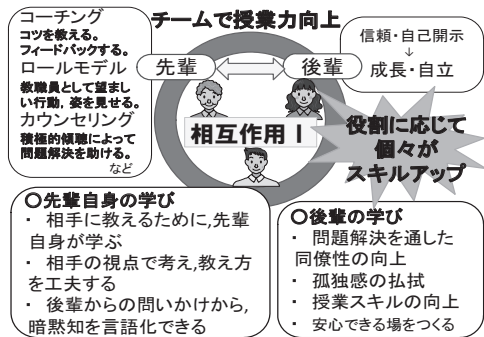 チームで授業力向上
コーチング
コツを教える。
フィードバックする。
ロールモデル
教職員として望まし
い行動，姿を見せる。
カウンセリング
積極的傾聴によって
問題解決を助ける。
など
先輩
後輩
信頼・自己開示
↓
成長・自立
相互作用Ⅰ
役割に応じて
個々が
スキルアップ
〇先輩自身の学び
・ 相手に教えるために,先輩
自身が学ぶ
・ 相手の視点で考え,教え方
を工夫する
・ 後輩からの問いかけから,
暗黙知を言語化できる
〇後輩の学び
・ 問題解決を通した
同僚性の向上
・ 孤独感の払拭
・ 授業スキルの向上
・ 安心できる場をつくる